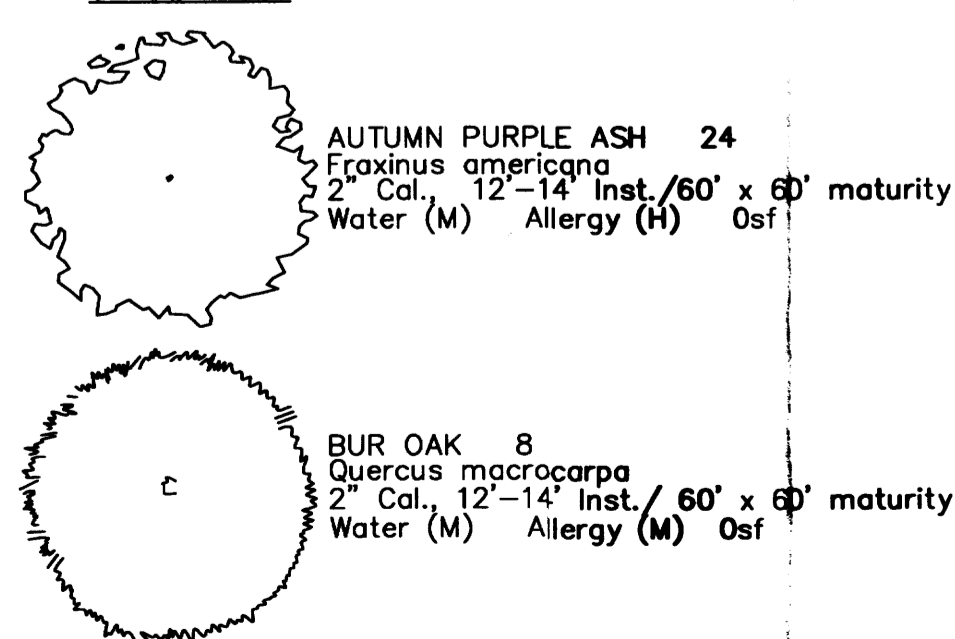 AUTUMN PURPLE ASH 24
Fraxinus americana
2" Cal., 12'-14' Inst./60' x 60' maturity
Water (M) Allergy (H) 0sf
BUR OAK 8
Quercus macrocarpa
2" Cal., 12'-14' Inst./ 60' x 60' maturity
Water (M) Allergy (M) 0sf